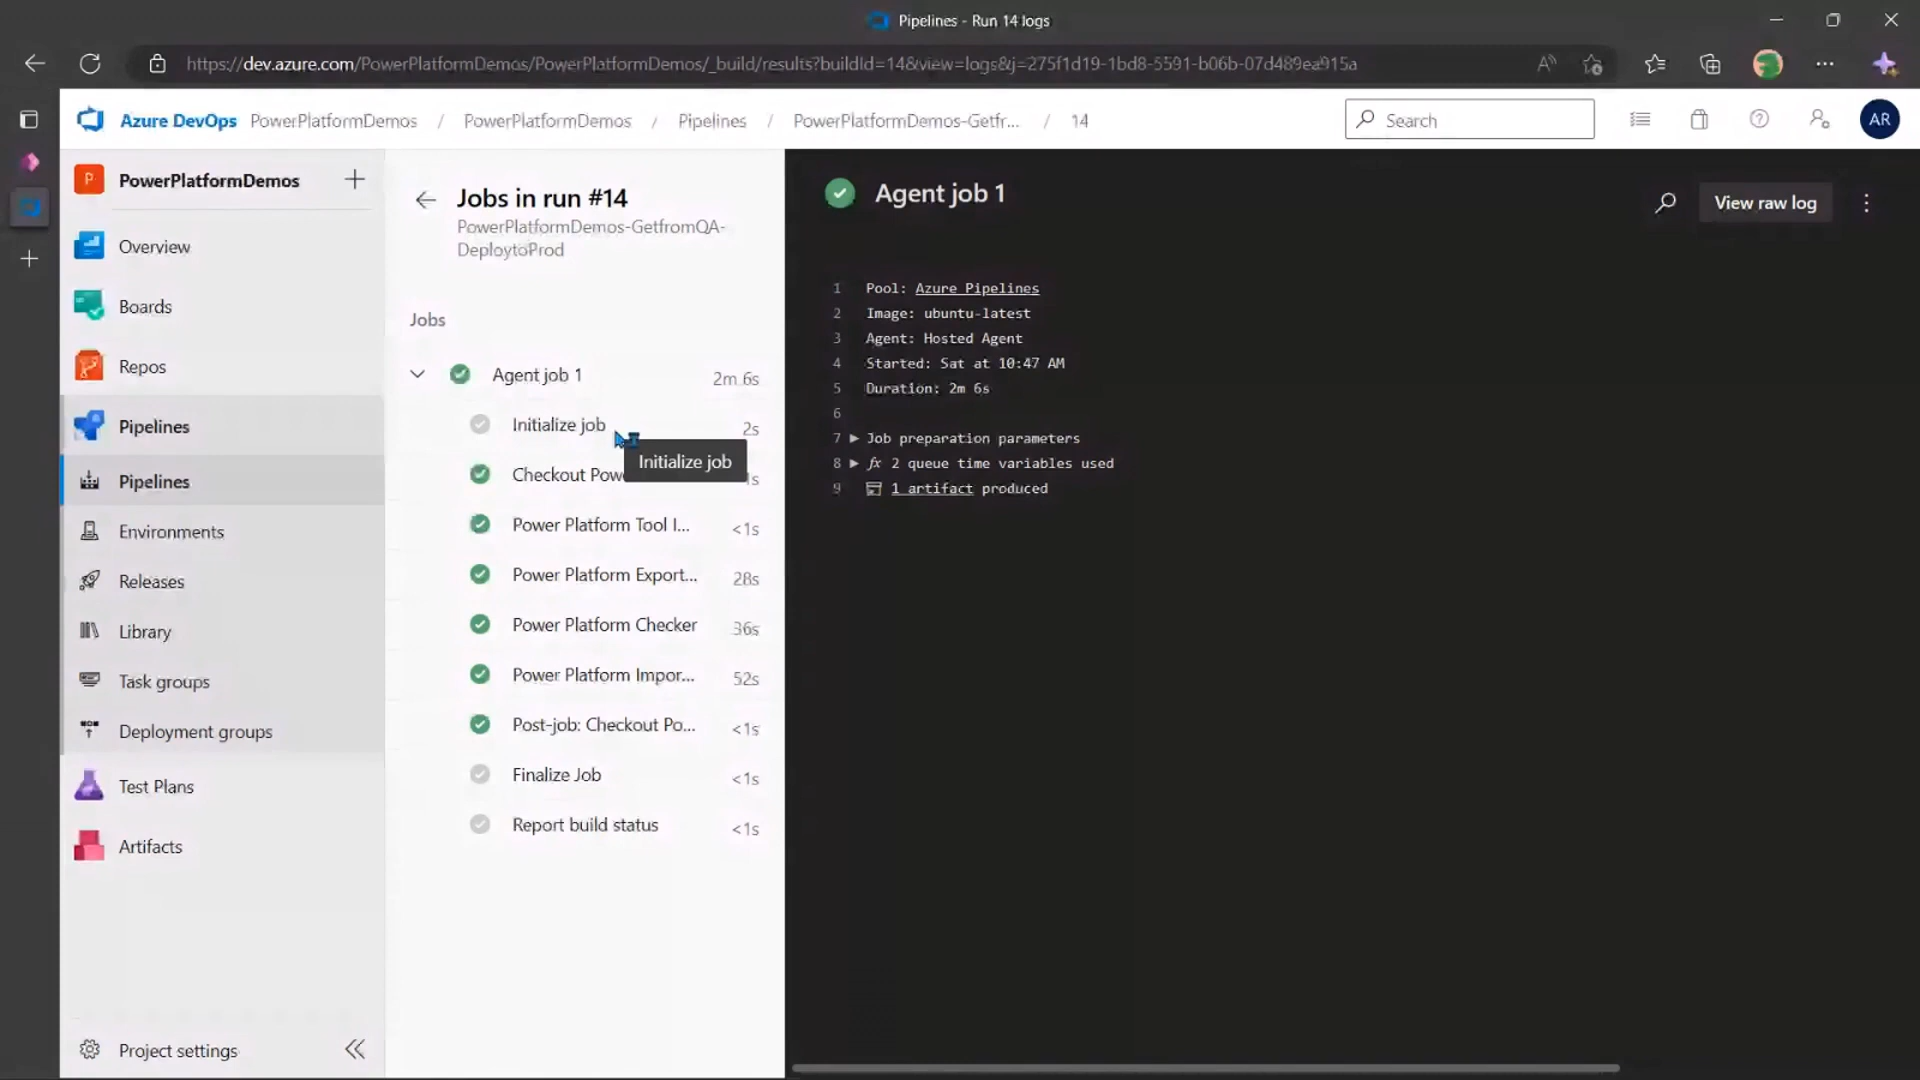 Pipelines - Run 14 logs
https://dev.azure.com/PowerPlatformDemos/PowerPlatformDemos/_build/results?buildId=14&view=logs&j=275f1d19-1bd8-5591-b06b-07d489ea915a
Azure DevOps PowerPlatformDemos / PowerPlatformDemos / Pipelines / PowerPlatformDemos-Getfr... / 14
Search
AR
P PowerPlatformDemos
Overview
Boards
Repos
Pipelines
Pipelines
Environments
Releases
Library
Task groups
Deployment groups
Test Plans
Artifacts
Project settings
Jobs in run #14
PowerPlatformDemos-GetfromQA-
DeploytoProd
Jobs
Agent job 1 2m 6s
Initialize job 2s
Initialize job
Checkout Powe s
Power Platform Tool I... <1s
Power Platform Export... 28s
Power Platform Checker 36s
Power Platform Impor... 52s
Post-job: Checkout Po... <1s
Finalize Job <1s
Report build status <1s
Agent job 1
View raw log
1 Pool: Azure Pipelines
2 Image: ubuntu-latest
3 Agent: Hosted Agent
4 Started: Sat at 10:47 AM
5 Duration: 2m 6s
6
7 Job preparation parameters
8 fx 2 queue time variables used
9 1 artifact produced